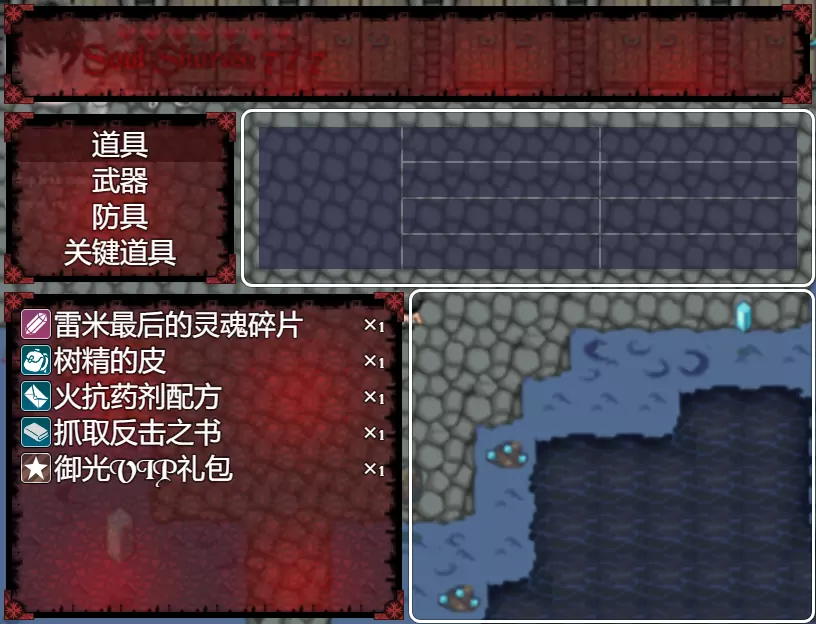 道具
武器
防具
关键道具
雷米最后的灵魂碎片 ×1
树精的皮 ×1
火抗药剂配方 ×1
抓取反击之书 ×1
御光VIP礼包 ×1